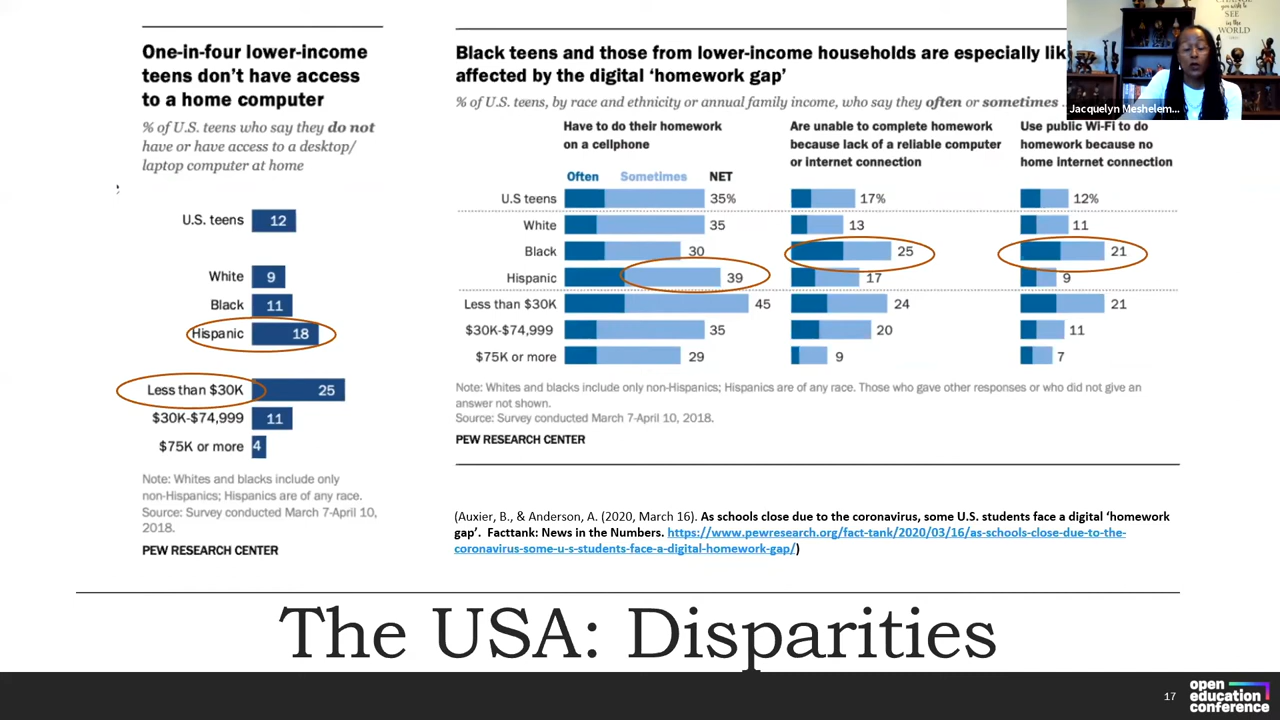 One-in-four lower-income
teens don't have access
to a home computer
% of U.S. teens who say they do not
have or have access to a desktop/
laptop computer at home
U.S. teens 12
White 9
Black 11
Hispanic 18
Less than $30K 25
$30K-$74,999 11
$75K or more 4
Note: Whites and blacks include only
non-Hispanics; Hispanics are of any race.
Source: Survey conducted March 7-April 10,
2018.
PEW RESEARCH CENTER
Black teens and those from lower-income households are especially lik
affected by the digital 'homework gap'
% of U.S. teens, by race and ethnicity or annual family income, who say they often or sometimes ..
Have to do their homework
on a cellphone
Are unable to complete homework
because lack of a reliable computer
or internet connection
Use public Wi-Fi to do
homework because no
home internet connection
Often Sometimes NET
U.S teens 35% 17% 12%
White 35 13 11
Black 30 25 21
Hispanic 39 17 9
Less than $30K 45 24 21
$30K-$74,999 35 20 11
$75K or more 29 9 7
Note: Whites and blacks include only non-Hispanics; Hispanics are of any race. Those who gave other responses or who did not give an
answer not shown.
Source: Survey conducted March 7-April 10, 2018.
PEW RESEARCH CENTER
(Auxier, B., & Anderson, A. (2020, March 16). As schools close due to the coronavirus, some U.S. students face a digital 'homework
gap'. Facttank: News in the Numbers. https://www.pewresearch.org/fact-tank/2020/03/16/as-schools-close-due-to-the-
coronavirus-some-u-s-students-face-a-digital-homework-gap/)
The USA: Disparities
17
open
education
conference
you wish to
SEE
in the
WORLD
Jacquelyn Meshelem...